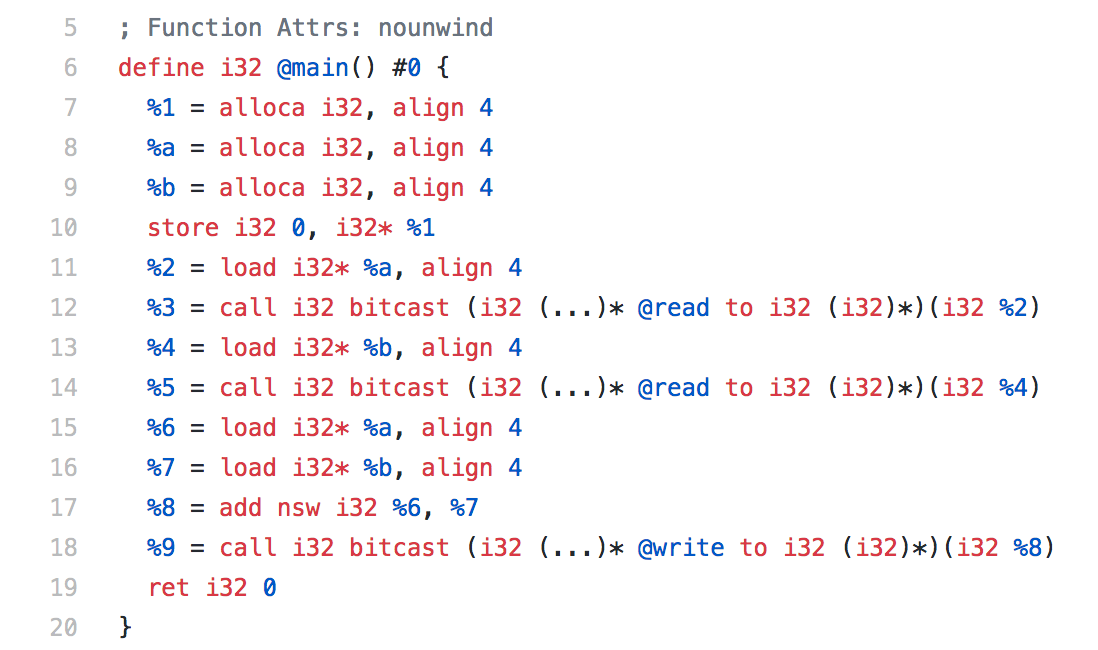 5 ; Function Attrs: nounwind
6 define i32 @main() #0 {
7 %1 = alloca i32, align 4
8 %a = alloca i32, align 4
9 %b = alloca i32, align 4
10 store i32 0, i32* %1
11 %2 = load i32* %a, align 4
12 %3 = call i32 bitcast (i32 (...)* @read to i32 (i32)*)(i32 %2)
13 %4 = load i32* %b, align 4
14 %5 = call i32 bitcast (i32 (...)* @read to i32 (i32)*)(i32 %4)
15 %6 = load i32* %a, align 4
16 %7 = load i32* %b, align 4
17 %8 = add nsw i32 %6, %7
18 %9 = call i32 bitcast (i32 (...)* @write to i32 (i32)*)(i32 %8)
19 ret i32 0
20 }